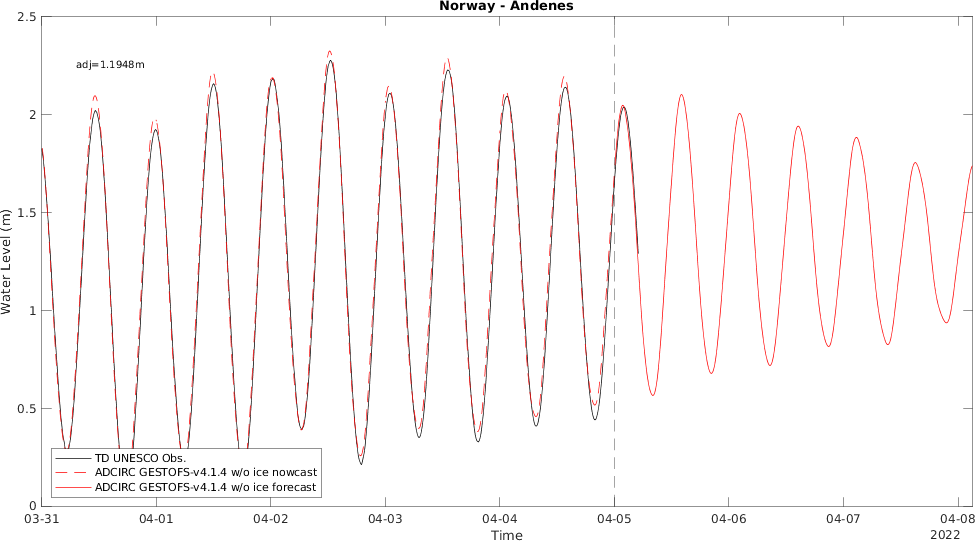 Norway - Andenes
adj=1.1948m
2.5
2
1.5
1
0.5
0
Water Level (m)
TD UNESCO Obs.
ADCIRC GESTOFS-v4.1.4 w/o ice nowcast
ADCIRC GESTOFS-v4.1.4 w/o ice forecast
03-31 04-01 04-02 04-03 04-04 04-05 04-06 04-07 04-08
Time
2022